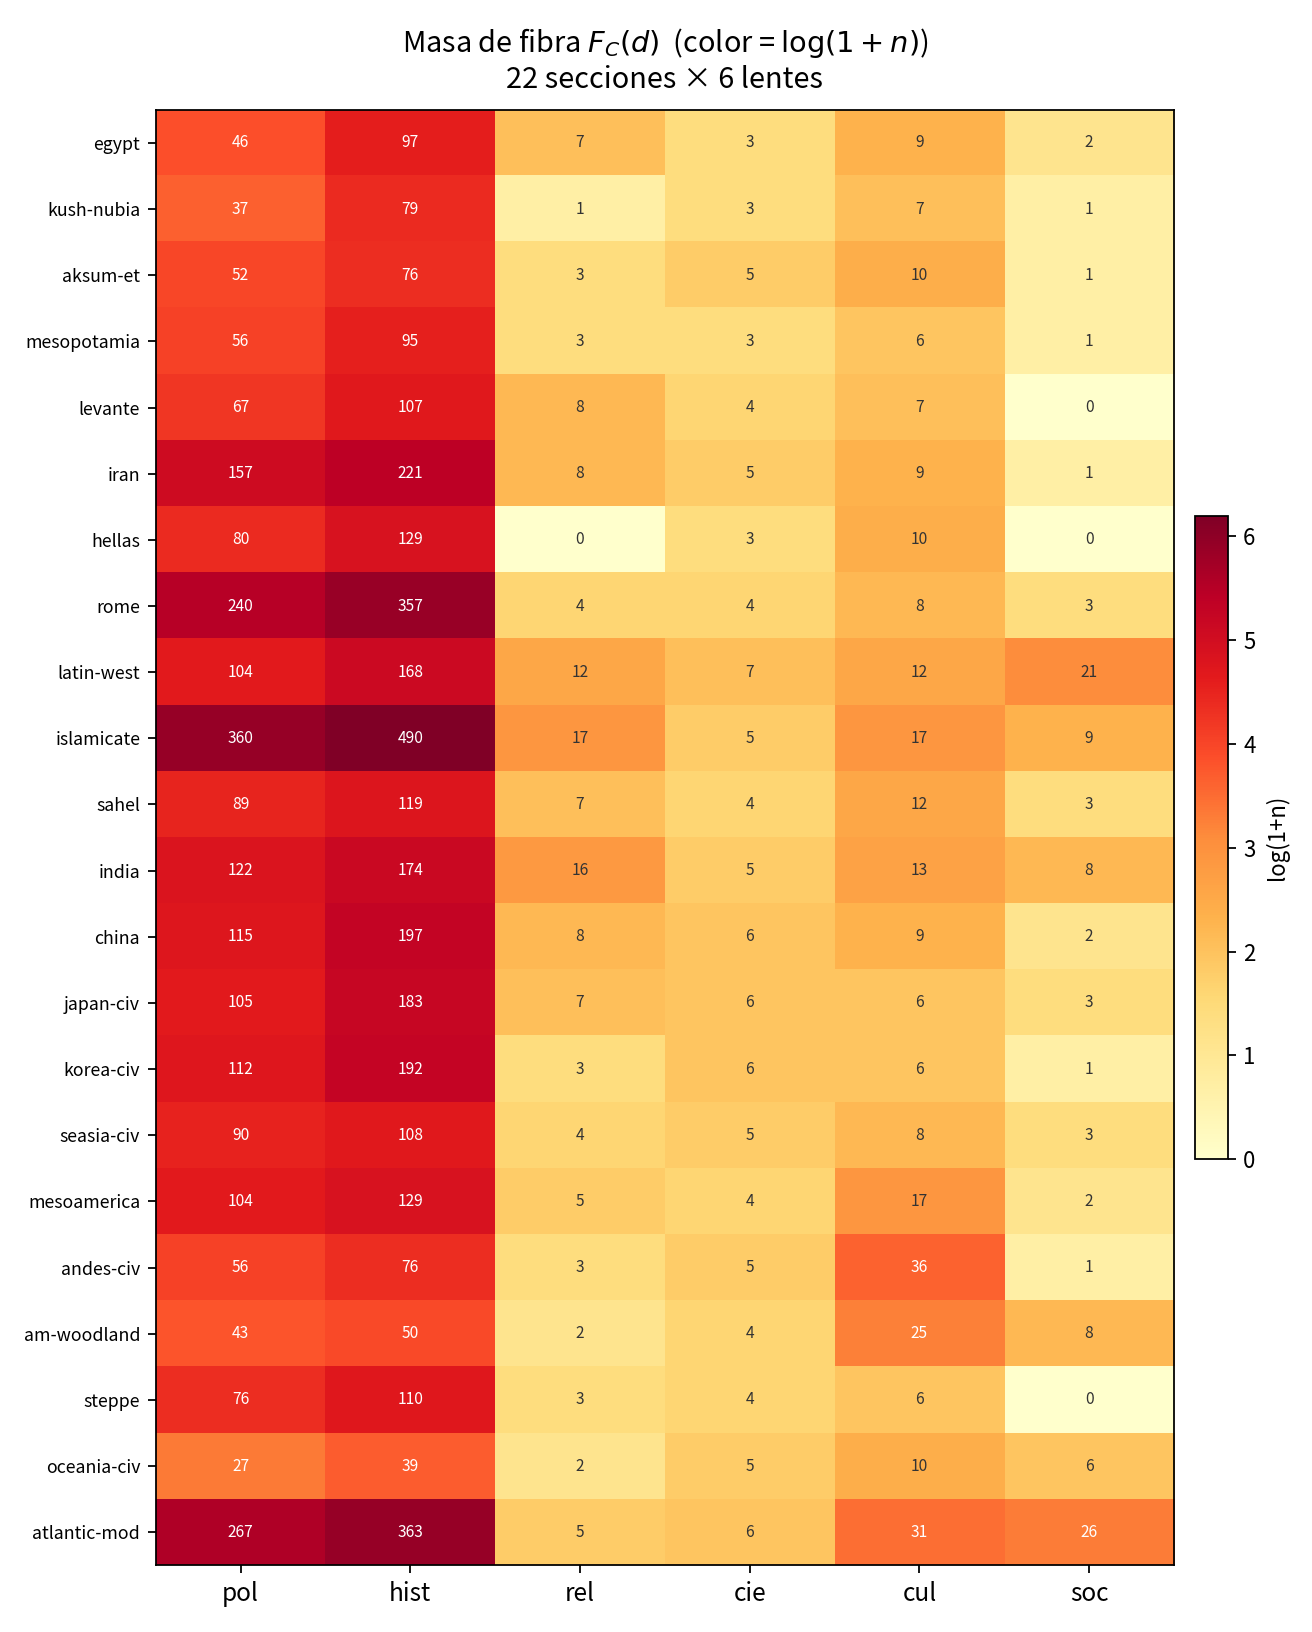 Masa de fibra F_C(d) (color = log(1 + n))
22 secciones × 6 lentes
egypt 46 97 7 3 9 2
kush-nubia 37 79 1 3 7 1
aksum-et 52 76 3 5 10 1
mesopotamia 56 95 3 3 6 1
levante 67 107 8 4 7 0
iran 157 221 8 5 9 1
hellas 80 129 0 3 10 0
rome 240 357 4 4 8 3
latin-west 104 168 12 7 12 21
islamicate 360 490 17 5 17 9
sahel 89 119 7 4 12 3
india 122 174 16 5 13 8
china 115 197 8 6 9 2
japan-civ 105 183 7 6 6 3
korea-civ 112 192 3 6 6 1
seasia-civ 90 108 4 5 8 3
mesoamerica 104 129 5 4 17 2
andes-civ 56 76 3 5 36 1
am-woodland 43 50 2 4 25 8
steppe 76 110 3 4 6 0
oceania-civ 27 39 2 5 10 6
atlantic-mod 267 363 5 6 31 26
pol hist rel cie cul soc
6
5
4
3
2
1
0
log(1+n)